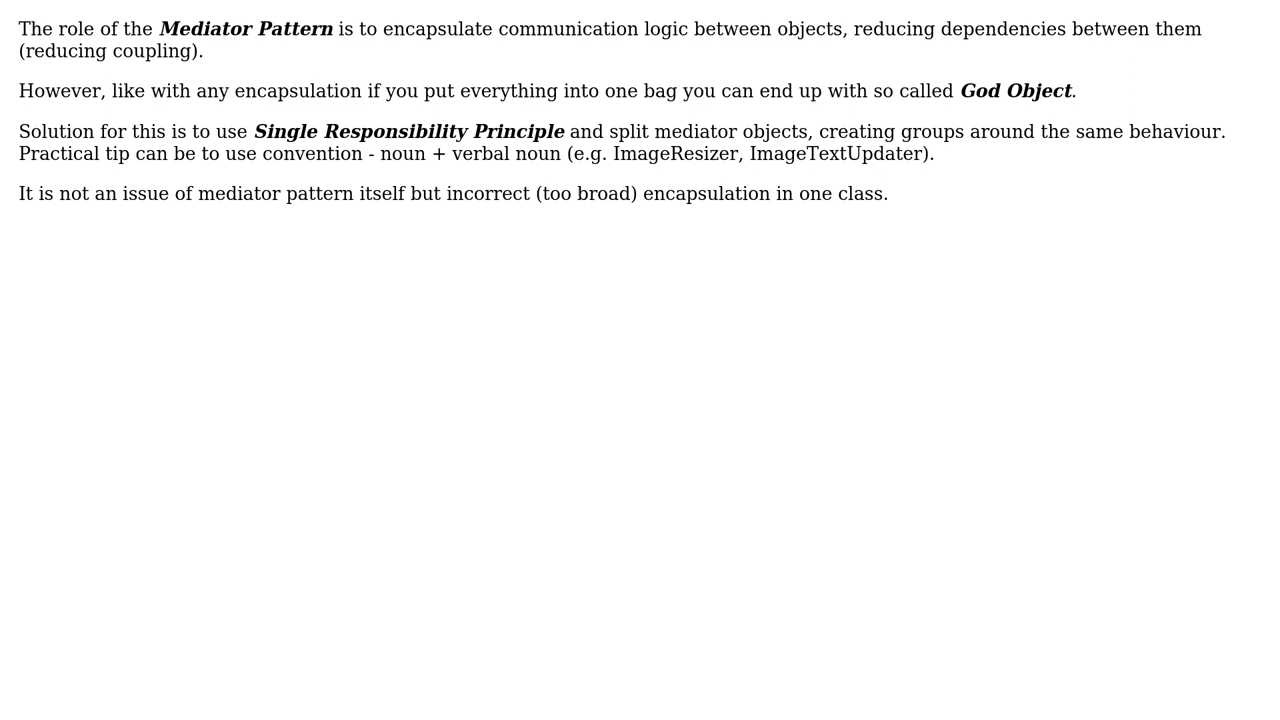 The role of the Mediator Pattern is to encapsulate communication logic between objects, reducing dependencies between them
(reducing coupling).
However, like with any encapsulation if you put everything into one bag you can end up with so called God Object.
Solution for this is to use Single Responsibility Principle and split mediator objects, creating groups around the same behaviour.
Practical tip can be to use convention - noun + verbal noun (e.g. ImageResizer, ImageTextUpdater).
It is not an issue of mediator pattern itself but incorrect (too broad) encapsulation in one class.